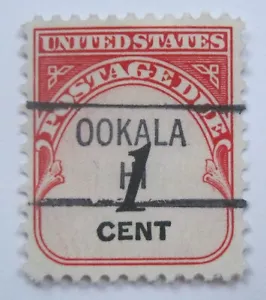 UNITED STATES
POSTAGE DUE
OOKALA
HI
1
CENT